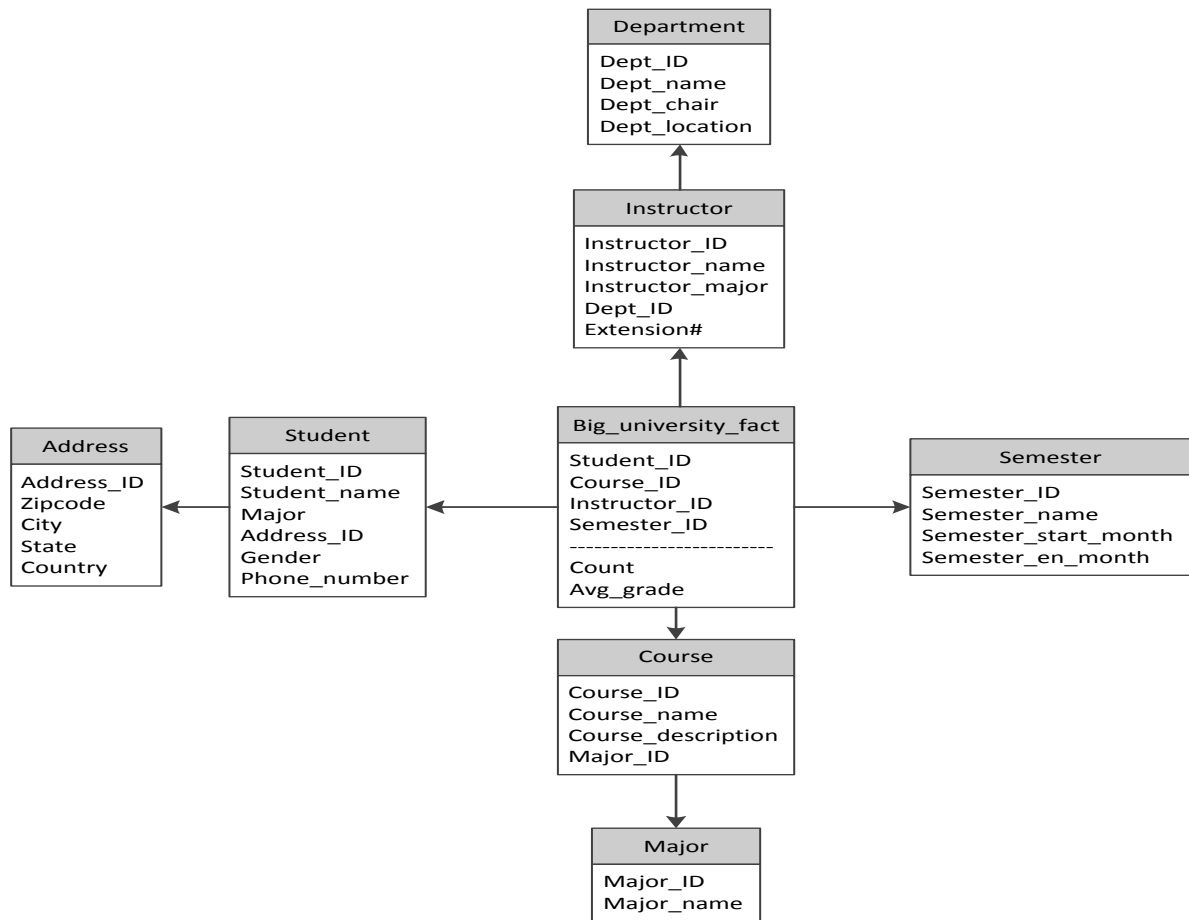 Department
Dept_ID
Dept_name
Dept_chair
Dept_location
Instructor
Instructor_ID
Instructor_name
Instructor_major
Dept_ID
Extension#
Address
Address_ID
Zipcode
City
State
Country
Student
Student_ID
Student_name
Major
Address_ID
Gender
Phone_number
Big_university_fact
Student_ID
Course_ID
Instructor_ID
Semester_ID
-------------------------
Count
Avg_grade
Semester
Semester_ID
Semester_name
Semester_start_month
Semester_en_month
Course
Course_ID
Course_name
Course_description
Major_ID
Major
Major_ID
Major_name